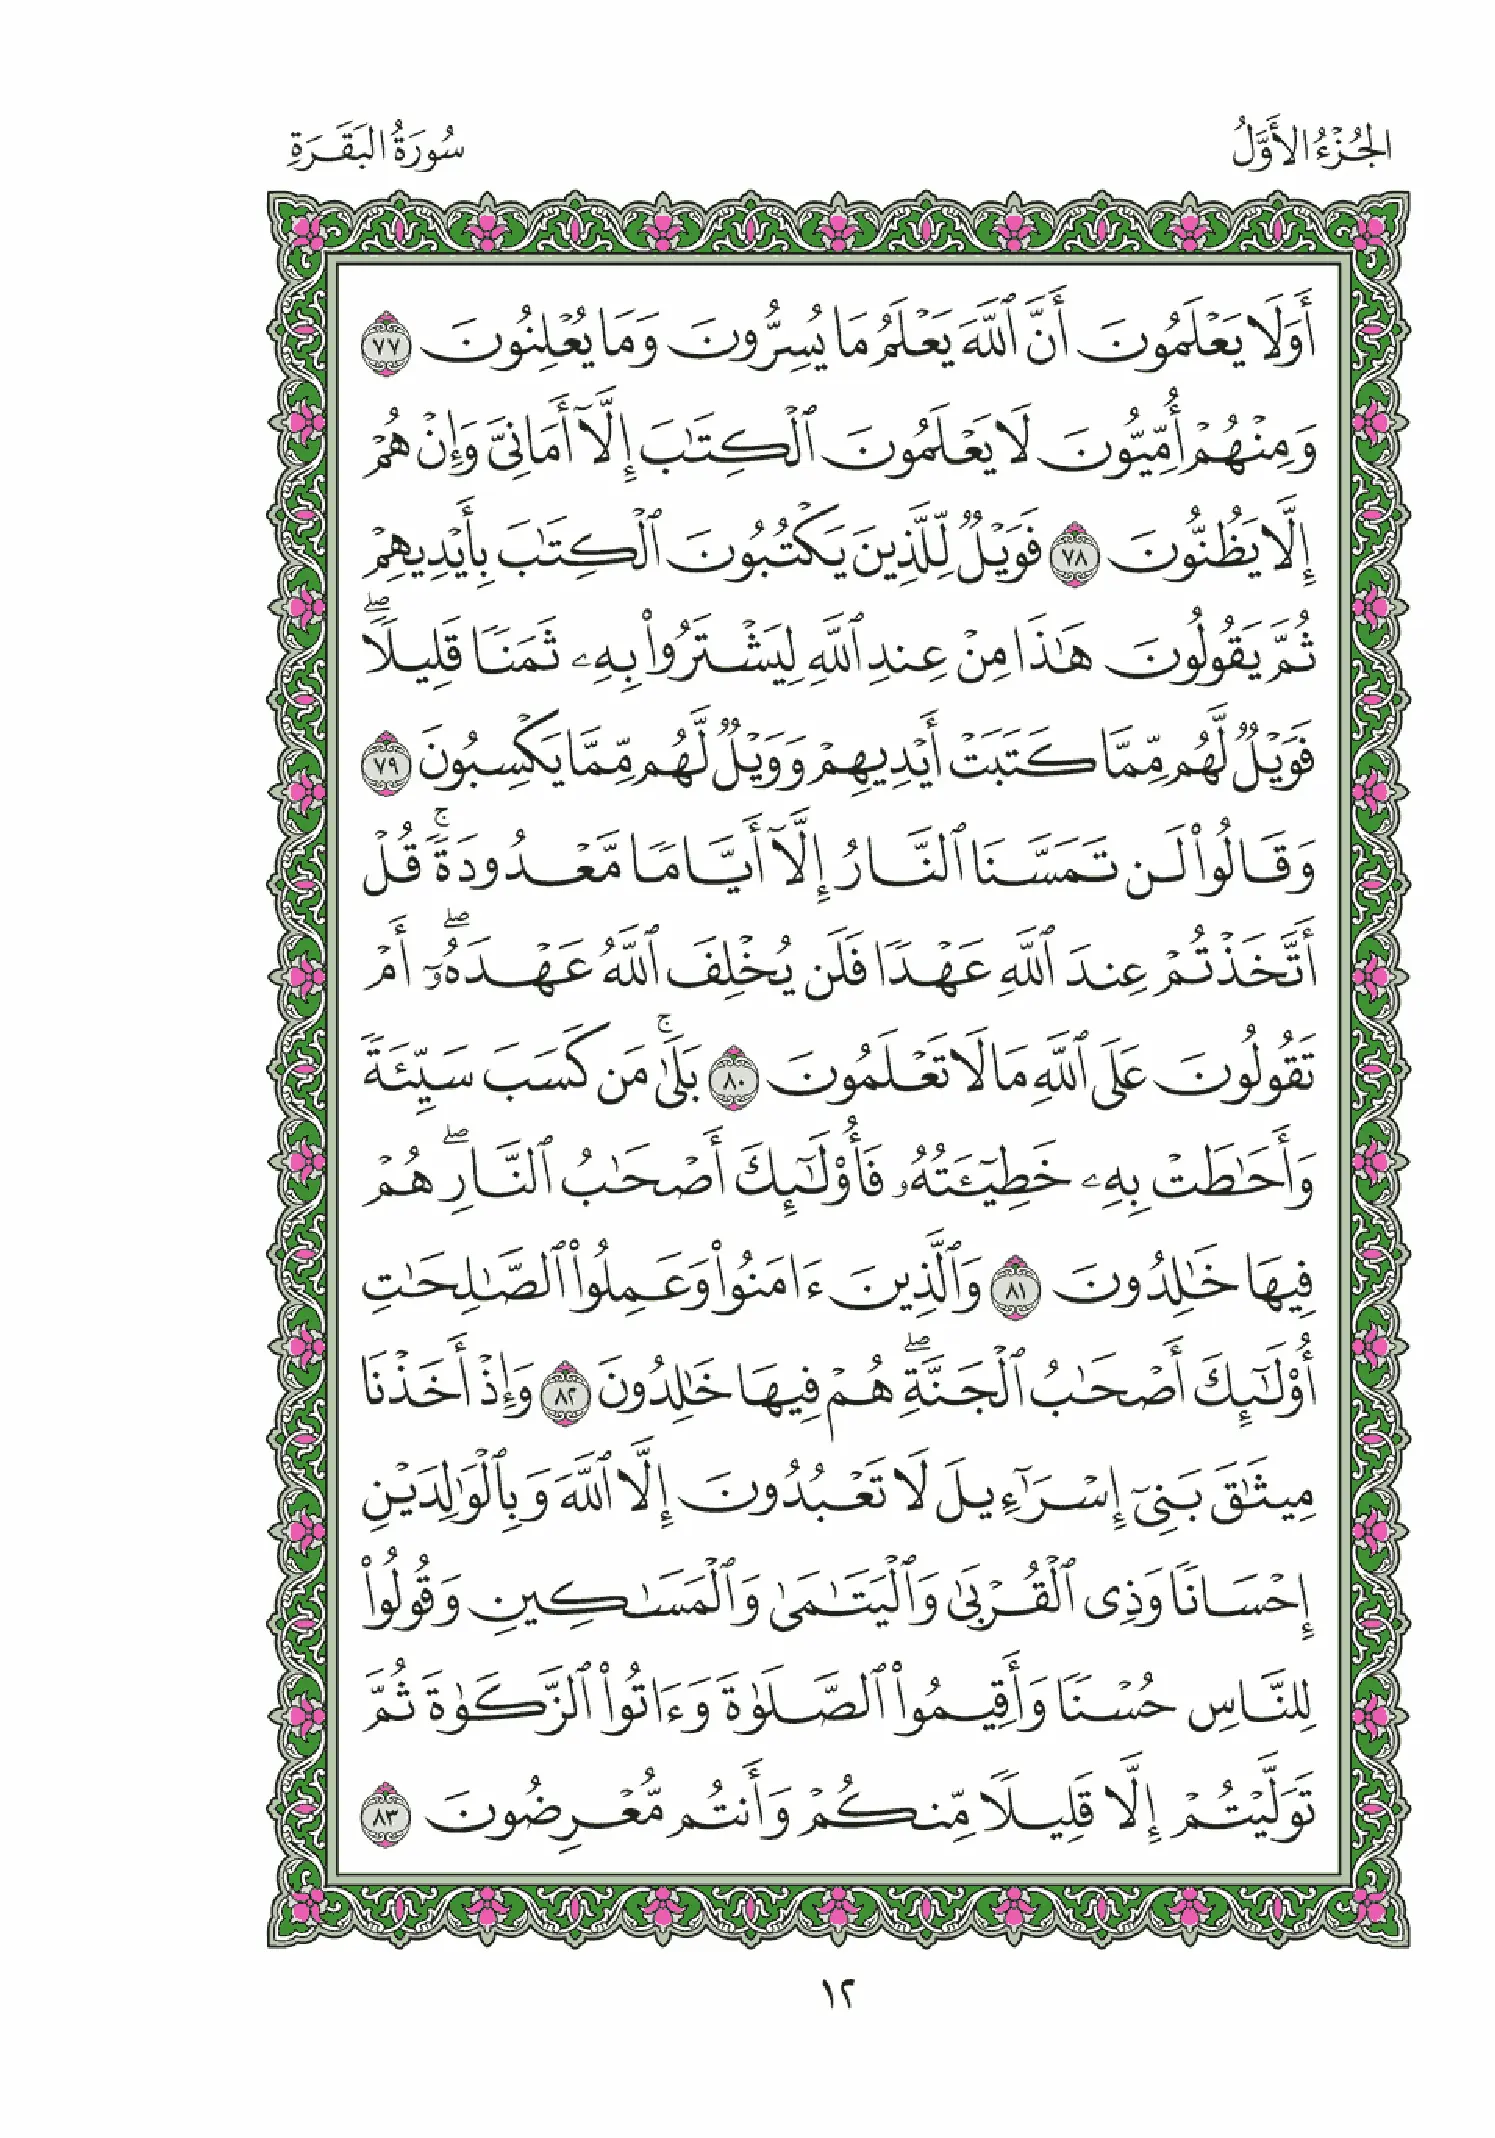 الجُزْءُ الأَوَّلُ
سُورَةُ البَقَرَةِ
أَوَلَا يَعْلَمُونَ أَنَّ ٱللَّهَ يَعْلَمُ مَا يُسِرُّونَ وَمَا يُعْلِنُونَ ٧٧
وَمِنْهُمْ أُمِّيُّونَ لَا يَعْلَمُونَ ٱلْكِتَٰبَ إِلَّآ أَمَانِىَّ وَإِنْ هُمْ
إِلَّا يَظُنُّونَ ٧٨ فَوَيْلٌ لِّلَّذِينَ يَكْتُبُونَ ٱلْكِتَٰبَ بِأَيْدِيهِمْ
ثُمَّ يَقُولُونَ هَٰذَا مِنْ عِندِ ٱللَّهِ لِيَشْتَرُوا۟ بِهِۦ ثَمَنًا قَلِيلًا ۖ
فَوَيْلٌ لَّهُم مِّمَّا كَتَبَتْ أَيْدِيهِمْ وَوَيْلٌ لَّهُم مِّمَّا يَكْسِبُونَ ٧٩
وَقَالُوا۟ لَن تَمَسَّنَا ٱلنَّارُ إِلَّآ أَيَّامًا مَّعْدُودَةً ۚ قُلْ
أَتَّخَذْتُمْ عِندَ ٱللَّهِ عَهْدًا فَلَن يُخْلِفَ ٱللَّهُ عَهْدَهُۥٓ ۖ أَمْ
تَقُولُونَ عَلَى ٱللَّهِ مَا لَا تَعْلَمُونَ ٨٠ بَلَىٰ ۚ مَن كَسَبَ سَيِّئَةً
وَأَحَٰطَتْ بِهِۦ خَطِيٓـَٔتُهُۥ فَأُو۟لَٰٓئِكَ أَصْحَٰبُ ٱلنَّارِ ۖ هُمْ
فِيهَا خَٰلِدُونَ ٨١ وَٱلَّذِينَ ءَامَنُوا۟ وَعَمِلُوا۟ ٱلصَّٰلِحَٰتِ
أُو۟لَٰٓئِكَ أَصْحَٰبُ ٱلْجَنَّةِ ۖ هُمْ فِيهَا خَٰلِدُونَ ٨٢ وَإِذْ أَخَذْنَا
مِيثَٰقَ بَنِىٓ إِسْرَٰٓءِيلَ لَا تَعْبُدُونَ إِلَّا ٱللَّهَ وَبِٱلْوَٰلِدَيْنِ
إِحْسَانًا وَذِى ٱلْقُرْبَىٰ وَٱلْيَتَٰمَىٰ وَٱلْمَسَٰكِينِ وَقُولُوا۟
لِلنَّاسِ حُسْنًا وَأَقِيمُوا۟ ٱلصَّلَوٰةَ وَءَاتُوا۟ ٱلزَّكَوٰةَ ثُمَّ
تَوَلَّيْتُمْ إِلَّا قَلِيلًا مِّنكُمْ وَأَنتُم مُّعْرِضُونَ ٨٣
١٢